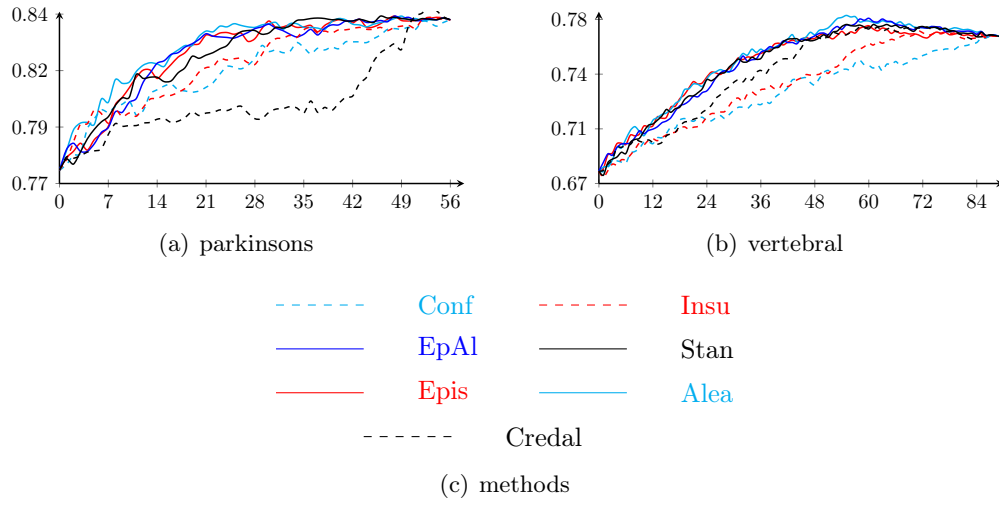 0.84
0.82
0.79
0.77
0 7 14 21 28 35 42 49 56
(a) parkinsons
0.78
0.74
0.71
0.67
0 12 24 36 48 60 72 84
(b) vertebral
Conf Insu
EpAl Stan
Epis Alea
Credal
(c) methods